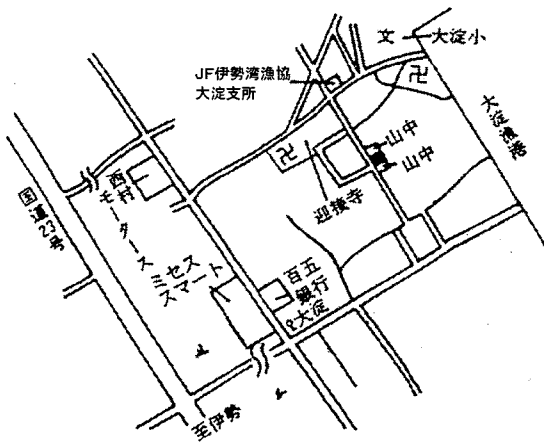 文 大淀小
JF伊勢湾漁協
大淀支所
卍
卍
大淀漁港
山中
山中
迎接寺
西村
モータース
国道23号
ミセス
スマート
百五
銀行
大淀
至伊勢